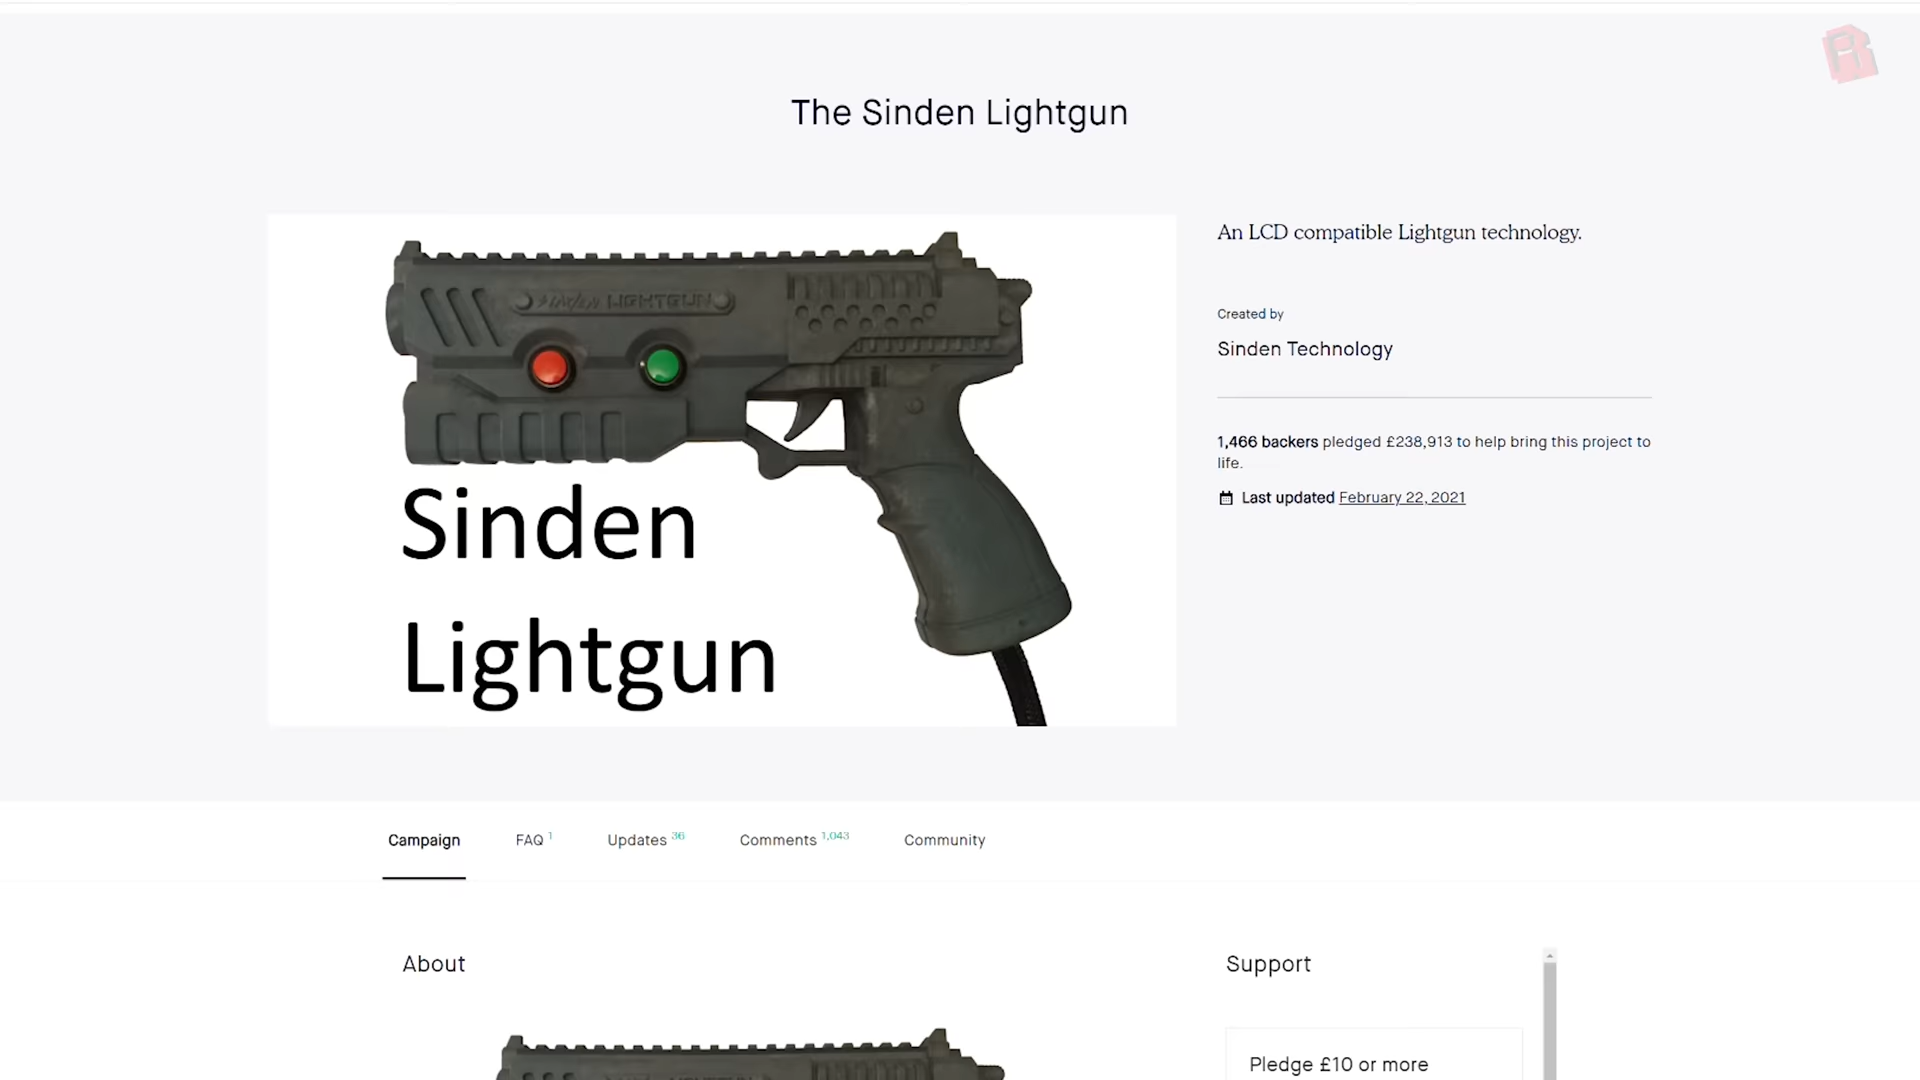 The Sinden Lightgun
LIGHTGUN
Sinden
Lightgun
An LCD compatible Lightgun technology.
Created by
Sinden Technology
1,466 backers pledged £238,913 to help bring this project to
life.
Last updated February 22, 2021
Campaign
FAQ 1
Updates 36
Comments 1,043
Community
About
Support
Pledge £10 or more